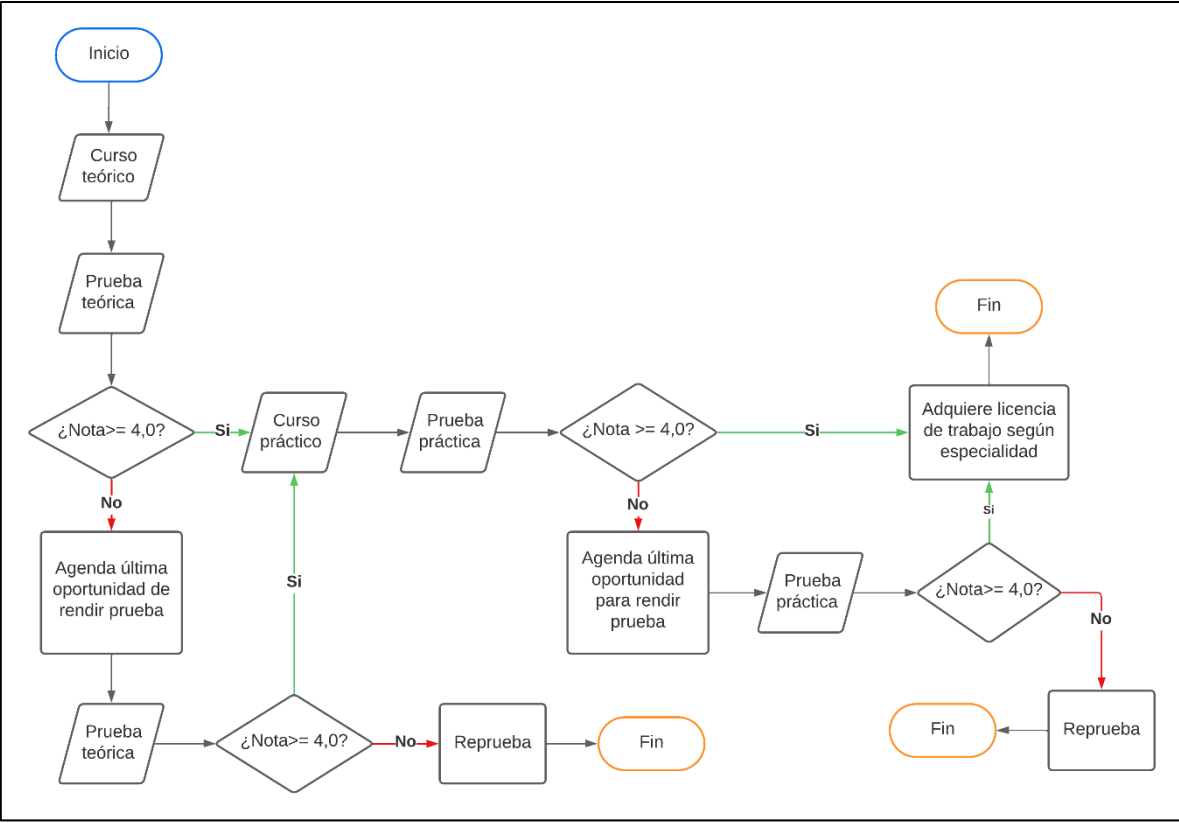 Inicio
Curso
teórico
Prueba
teórica
¿Nota>= 4,0?
Si
Curso
práctico
Prueba
práctica
¿Nota >= 4,0?
Si
Adquiere licencia
de trabajo según
especialidad
Fin
No
Agenda última
oportunidad de
rendir prueba
Prueba
teórica
¿Nota>= 4,0?
Si
No
Reprueba
Fin
No
Agenda última
oportunidad
para rendir
prueba
Prueba
práctica
¿Nota>= 4,0?
Si
No
Reprueba
Fin